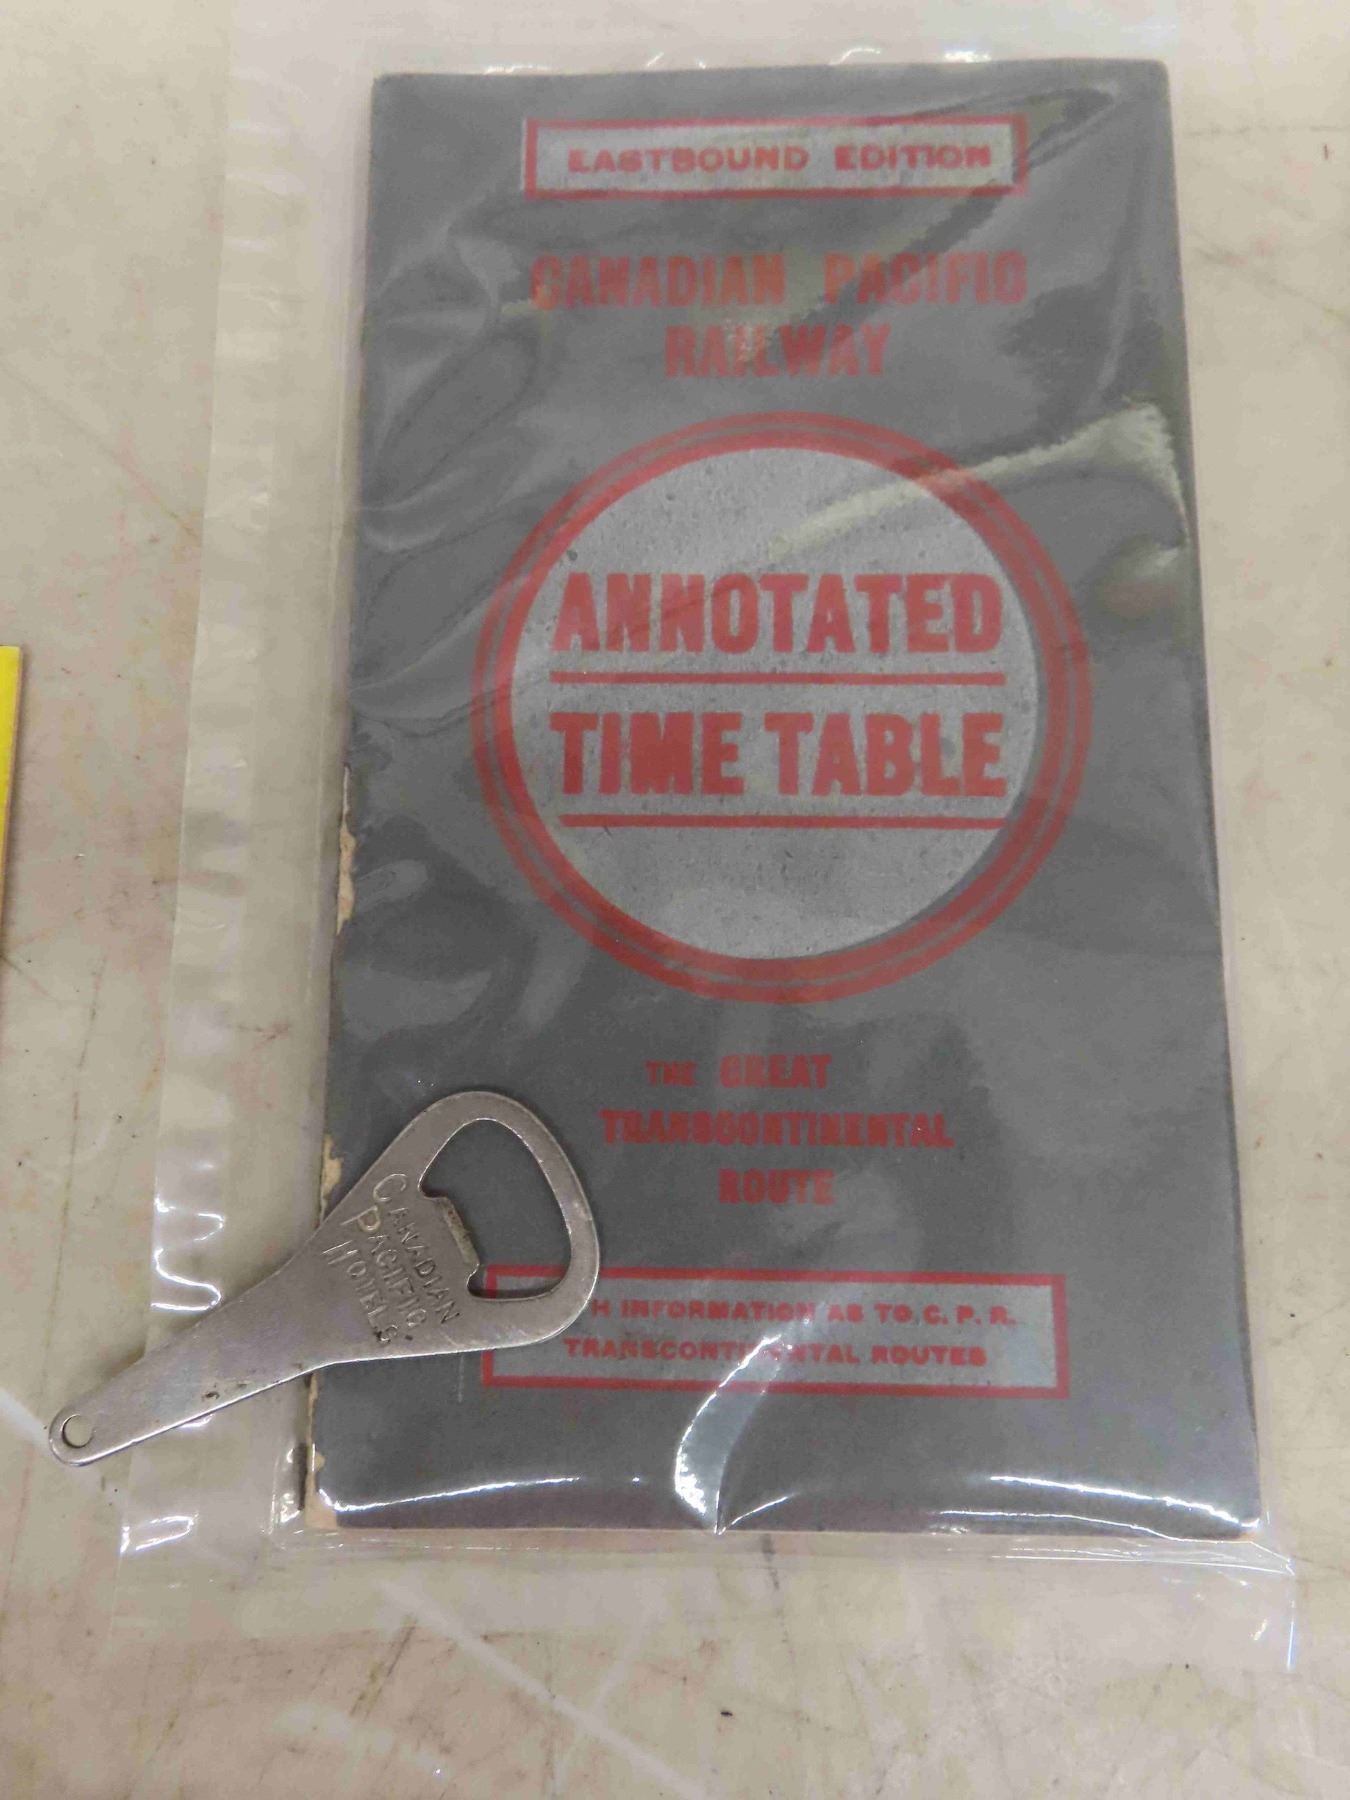 EASTBOUND EDITION
CANADIAN PACIFIC
RAILWAY
ANNOTATED
TIME TABLE
THE GREAT
TRANSCONTINENTAL
ROUTE
H INFORMATION AS TO C. P. R.
TRANSCONTINENTAL ROUTES
CANADIAN
PACIFIC
HOTELS